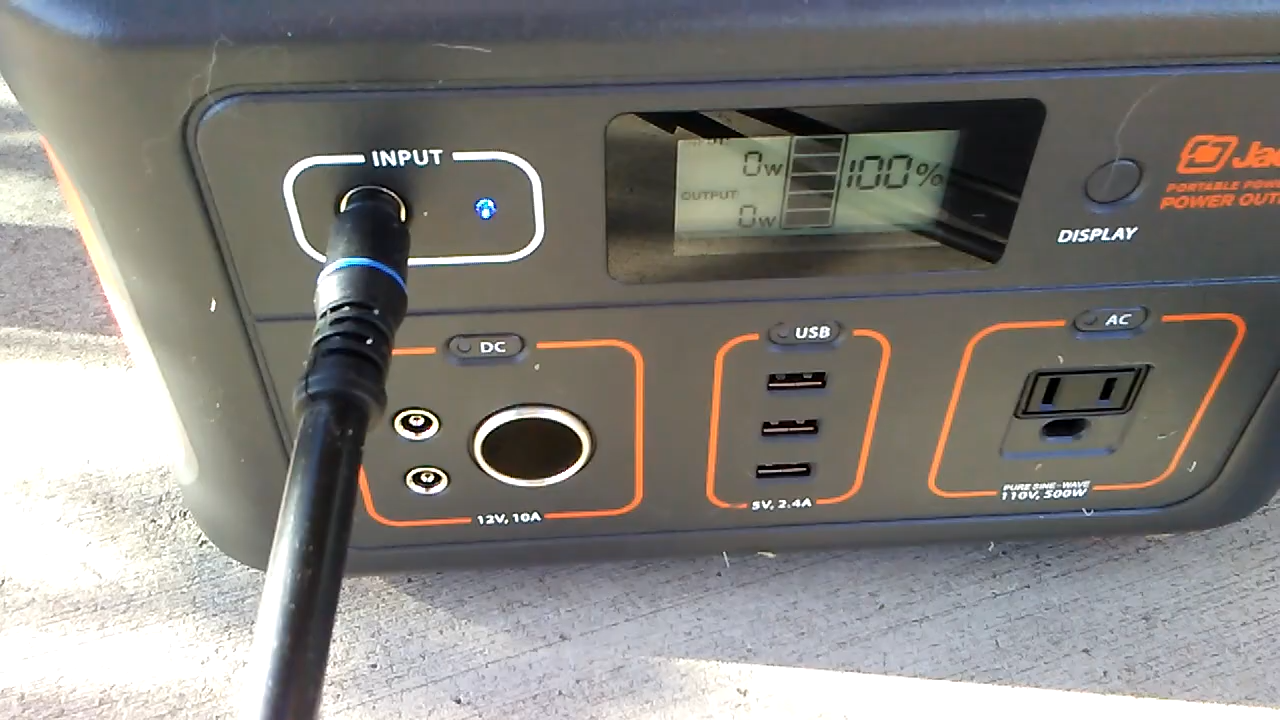 INPUT
0w
100%
OUTPUT
0w
DISPLAY
PORTABLE POWER
DC
USB
AC
12V, 10A
5V, 2.4A
PURE SINE-WAVE
110V, 500W